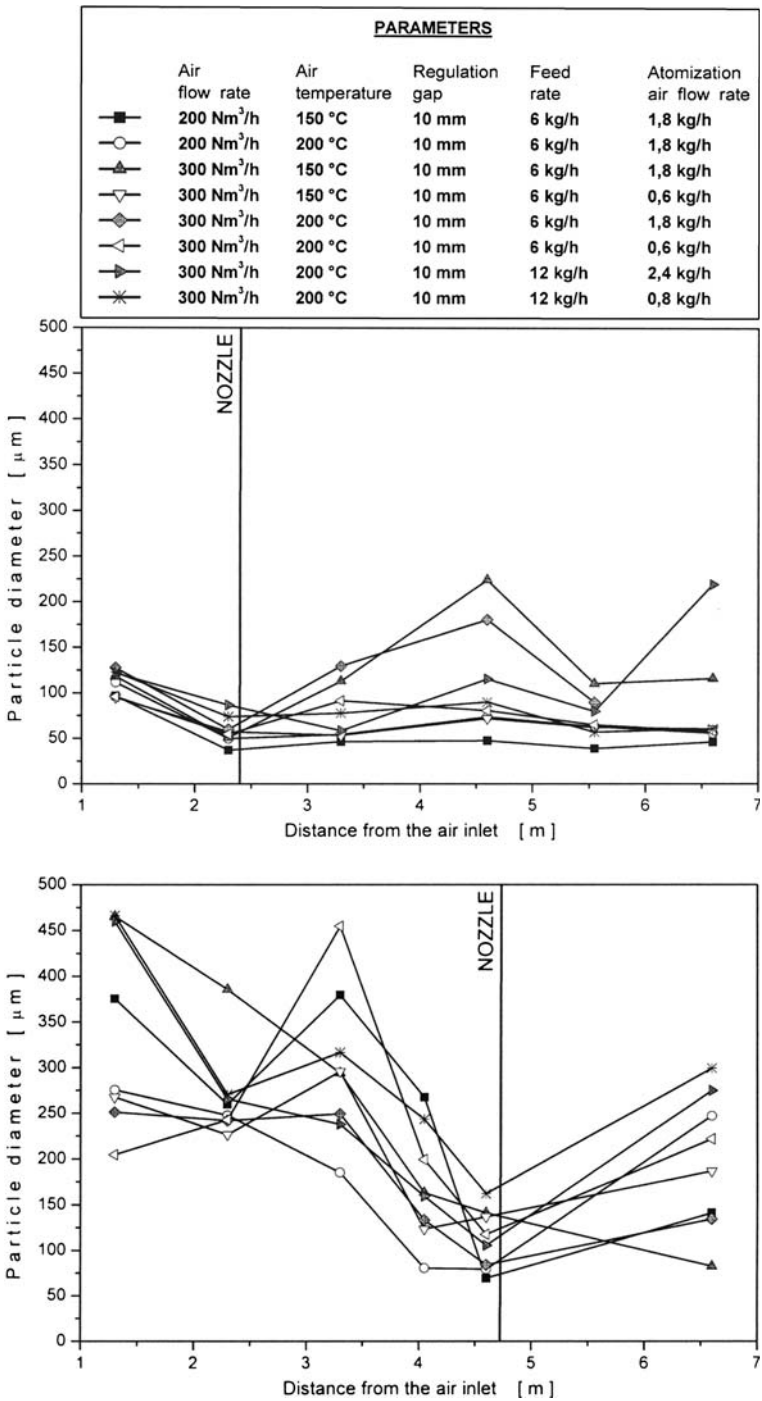 PARAMETERS
Air Air Regulation Feed Atomization
flow rate temperature gap rate air flow rate
200 Nm³/h 150 °C 10 mm 6 kg/h 1,8 kg/h
200 Nm³/h 200 °C 10 mm 6 kg/h 1,8 kg/h
300 Nm³/h 150 °C 10 mm 6 kg/h 1,8 kg/h
300 Nm³/h 150 °C 10 mm 6 kg/h 0,6 kg/h
300 Nm³/h 200 °C 10 mm 6 kg/h 1,8 kg/h
300 Nm³/h 200 °C 10 mm 6 kg/h 0,6 kg/h
300 Nm³/h 200 °C 10 mm 12 kg/h 2,4 kg/h
300 Nm³/h 200 °C 10 mm 12 kg/h 0,8 kg/h
500
450
400
350
300
250
200
150
100
50
0
Particle diameter [ μm ]
NOZZLE
1 2 3 4 5 6 7
Distance from the air inlet [ m ]
500
450
400
350
300
250
200
150
100
50
0
Particle diameter [ μm ]
NOZZLE
1 2 3 4 5 6 7
Distance from the air inlet [ m ]